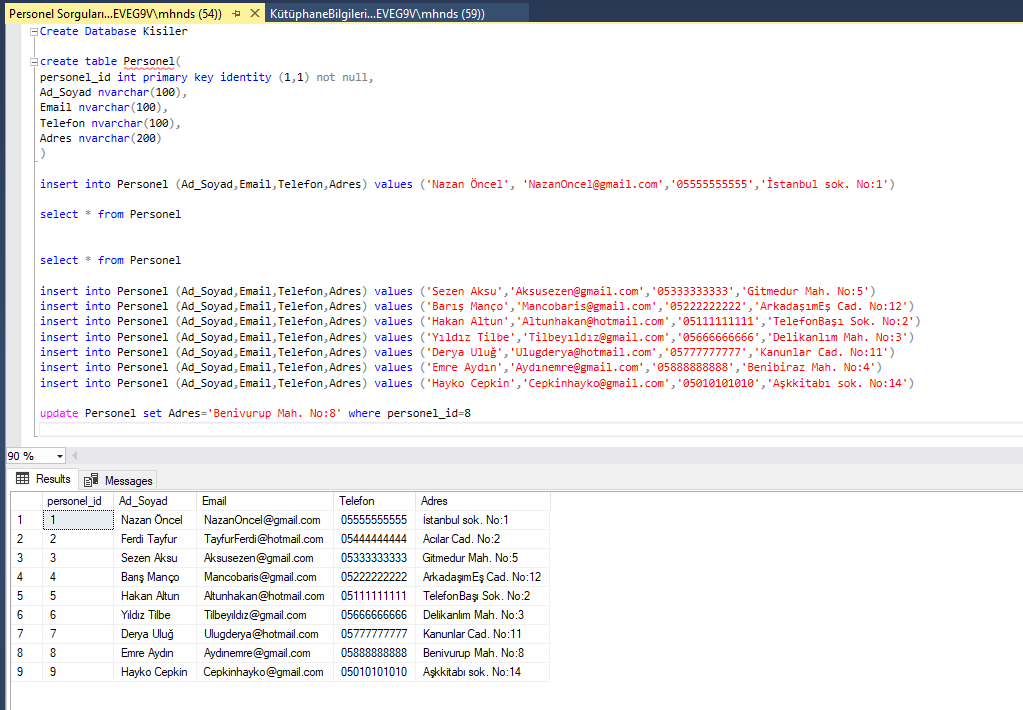 Personel Sorguları...EVEG9V\mhnds (54)) KütüphaneBilgileri...EVEG9V\mhnds (59))
Create Database Kisiler
create table Personel(
personel_id int primary key identity (1,1) not null,
Ad_Soyad nvarchar(100),
Email nvarchar(100),
Telefon nvarchar(100),
Adres nvarchar(200)
)
insert into Personel (Ad_Soyad,Email,Telefon,Adres) values ('Nazan Öncel', 'NazanOncel@gmail.com','05555555555','İstanbul sok. No:1')
select * from Personel
select * from Personel
insert into Personel (Ad_Soyad,Email,Telefon,Adres) values ('Sezen Aksu','Aksusezen@gmail.com','05333333333','Gitmedur Mah. No:5')
insert into Personel (Ad_Soyad,Email,Telefon,Adres) values ('Barış Manço','Mancobaris@gmail.com','05222222222','ArkadaşımEş Cad. No:12')
insert into Personel (Ad_Soyad,Email,Telefon,Adres) values ('Hakan Altun','Altunhakan@hotmail.com','05111111111','TelefonBaşı Sok. No:2')
insert into Personel (Ad_Soyad,Email,Telefon,Adres) values ('Yıldız Tilbe','Tilbeyıldız@gmail.com','05666666666','Delikanlım Mah. No:3')
insert into Personel (Ad_Soyad,Email,Telefon,Adres) values ('Derya Uluğ','Ulugderya@hotmail.com','05777777777','Kanunlar Cad. No:11')
insert into Personel (Ad_Soyad,Email,Telefon,Adres) values ('Emre Aydın','Aydınemre@gmail.com','05888888888','Benibiraz Mah. No:4')
insert into Personel (Ad_Soyad,Email,Telefon,Adres) values ('Hayko Cepkin','Cepkinhayko@gmail.com','05010101010','Aşkkitabı sok. No:14')
update Personel set Adres='Benivurup Mah. No:8' where personel_id=8
90 %
Results Messages
personel_id Ad_Soyad Email Telefon Adres
1 1 Nazan Öncel NazanOncel@gmail.com 05555555555 İstanbul sok. No:1
2 2 Ferdi Tayfur TayfurFerdi@hotmail.com 05444444444 Acılar Cad. No:2
3 3 Sezen Aksu Aksusezen@gmail.com 05333333333 Gitmedur Mah. No:5
4 4 Barış Manço Mancobaris@gmail.com 05222222222 ArkadaşımEş Cad. No:12
5 5 Hakan Altun Altunhakan@hotmail.com 05111111111 TelefonBaşı Sok. No:2
6 6 Yıldız Tilbe Tilbeyıldız@gmail.com 05666666666 Delikanlım Mah. No:3
7 7 Derya Uluğ Ulugderya@hotmail.com 05777777777 Kanunlar Cad. No:11
8 8 Emre Aydın Aydınemre@gmail.com 05888888888 Benivurup Mah. No:8
9 9 Hayko Cepkin Cepkinhayko@gmail.com 05010101010 Aşkkitabı sok. No:14